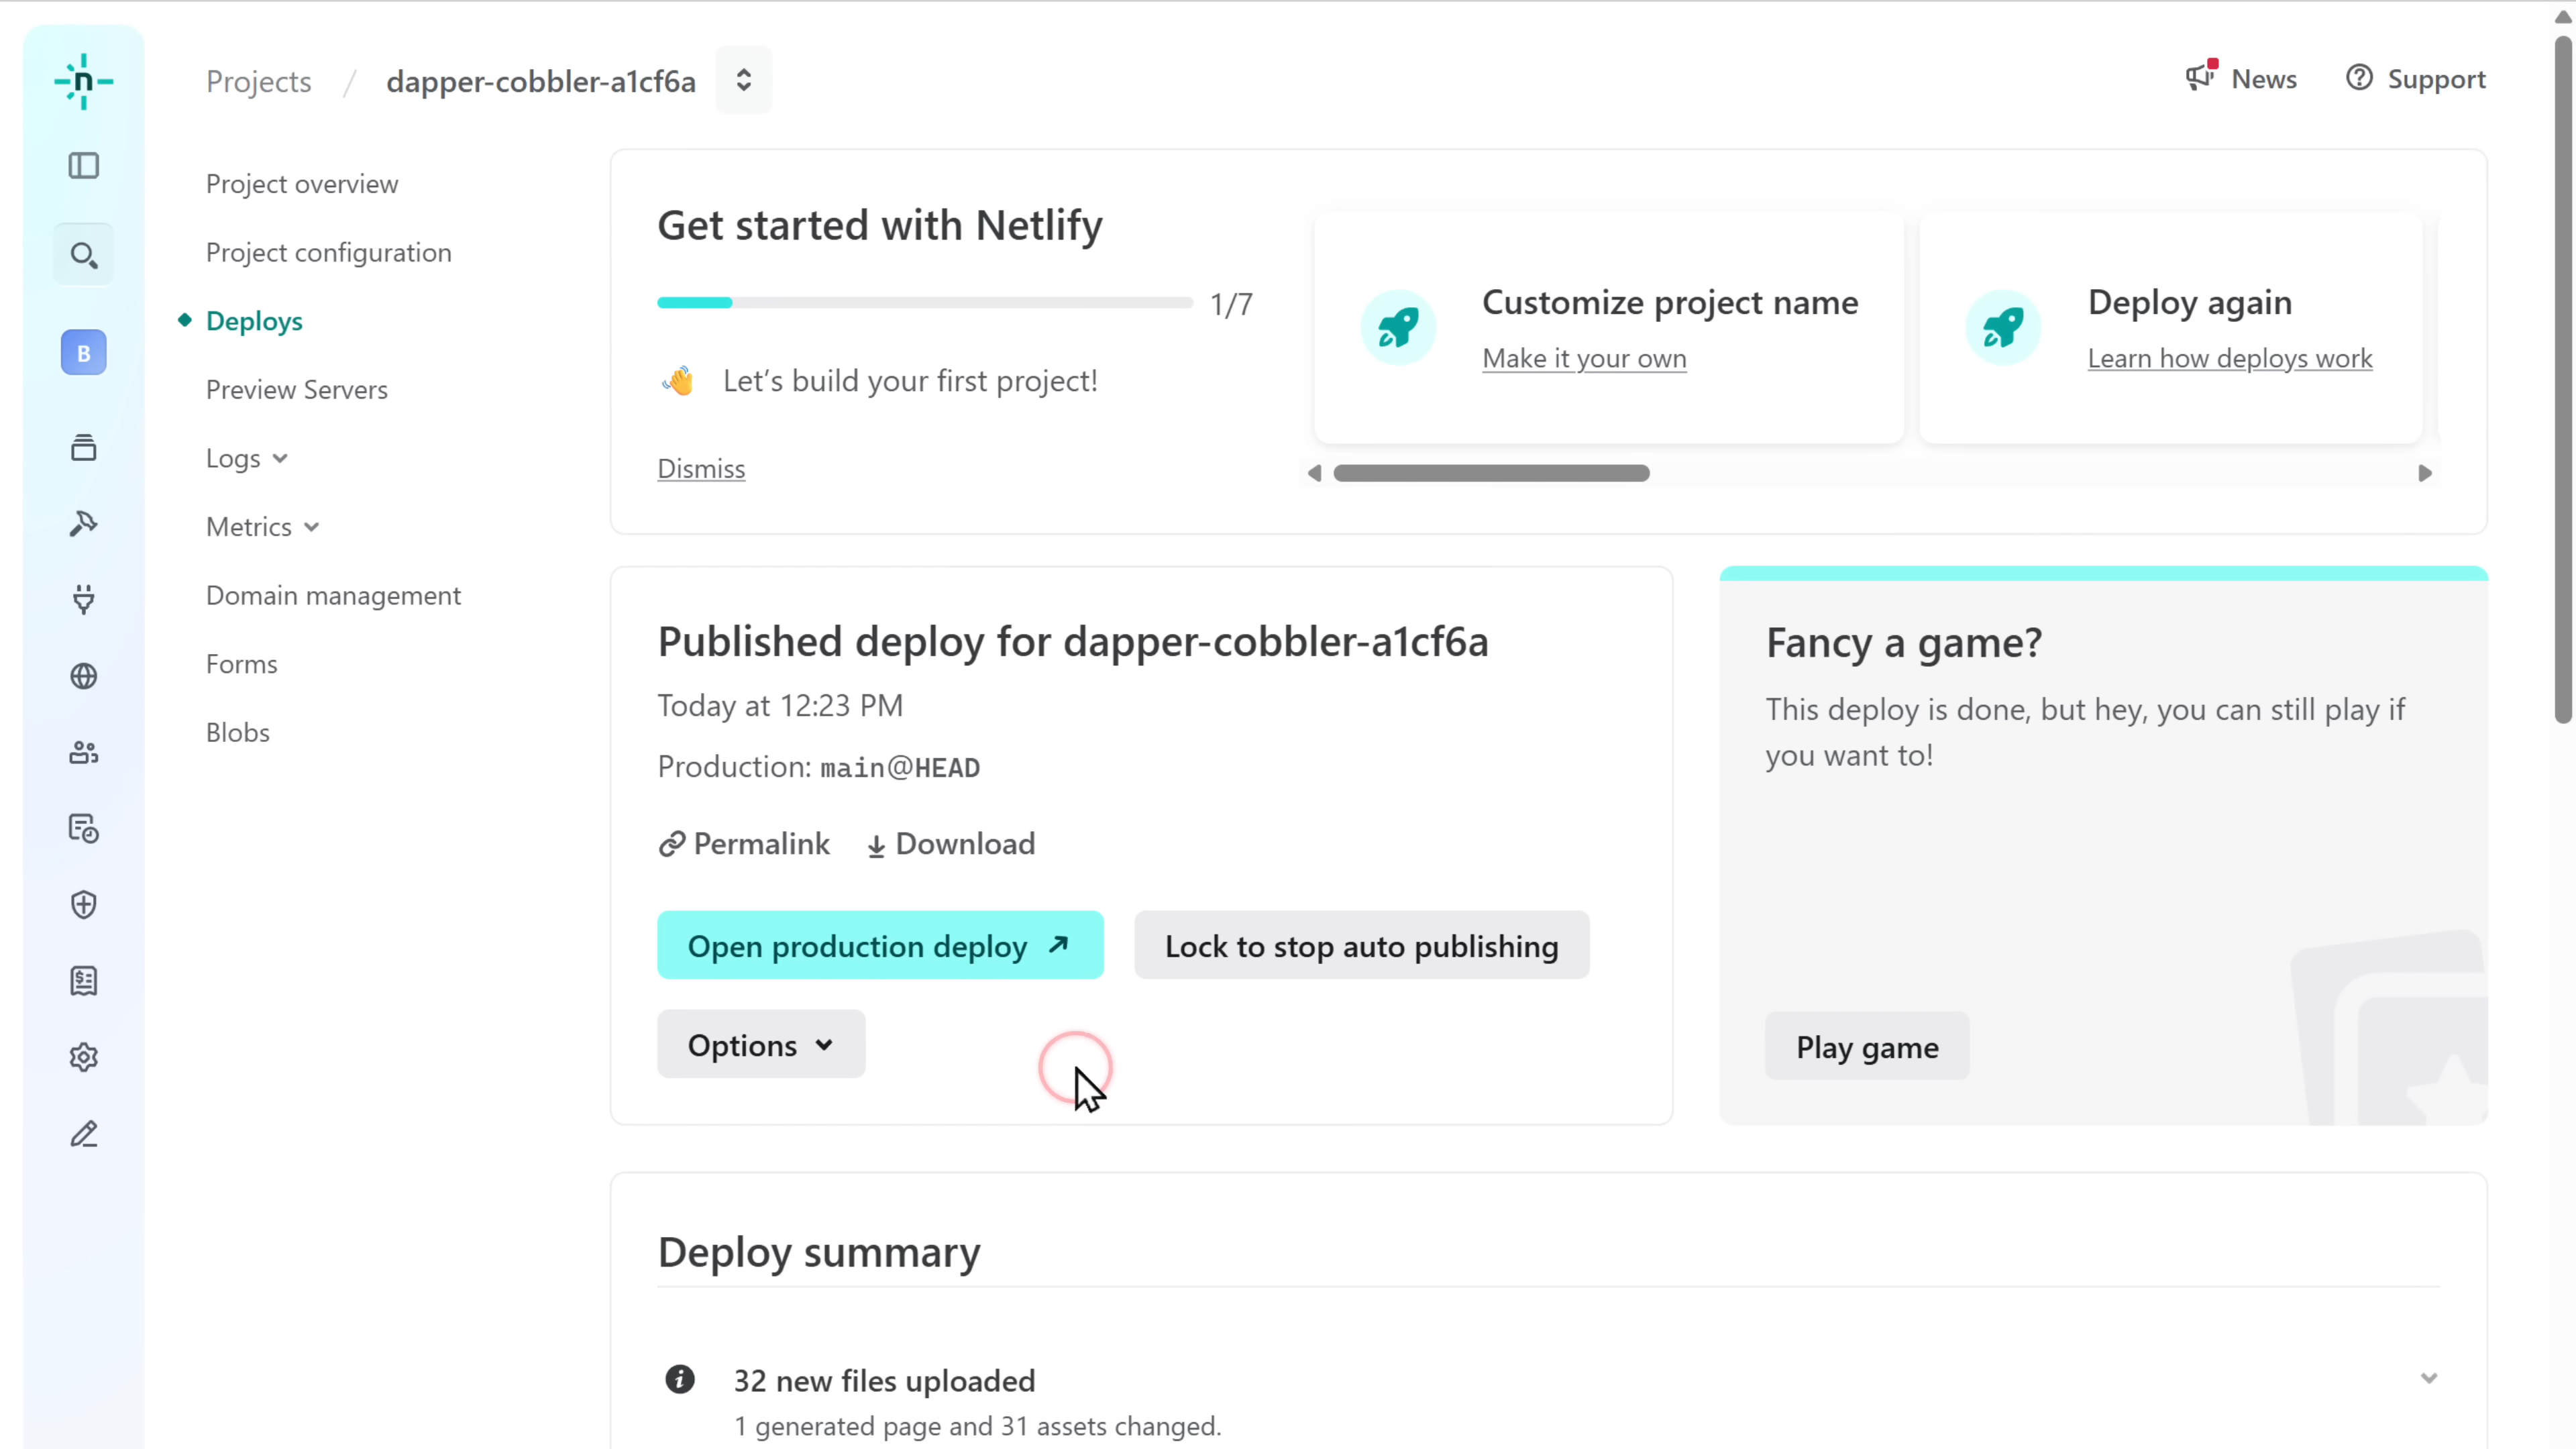 n
Projects / dapper-cobbler-a1cf6a
News
Support
B
Project overview
Project configuration
Deploys
Preview Servers
Logs
Metrics
Domain management
Forms
Blobs
Get started with Netlify
1/7
Let's build your first project!
Dismiss
Customize project name
Make it your own
Deploy again
Learn how deploys work
Published deploy for dapper-cobbler-a1cf6a
Today at 12:23 PM
Production: main@HEAD
Permalink
Download
Open production deploy
Lock to stop auto publishing
Options
Fancy a game?
This deploy is done, but hey, you can still play if
you want to!
Play game
Deploy summary
32 new files uploaded
1 generated page and 31 assets changed.